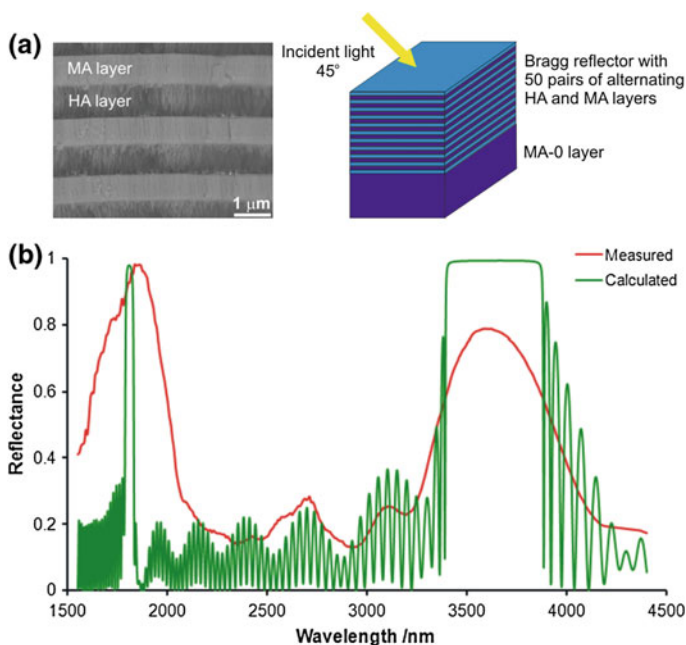 (a)
MA layer
HA layer
1 μm
Incident light
45°
Bragg reflector with
50 pairs of alternating
HA and MA layers
MA-0 layer
(b)
Measured
Calculated
Reflectance
1
0.8
0.6
0.4
0.2
0
1500 2000 2500 3000 3500 4000 4500
Wavelength /nm